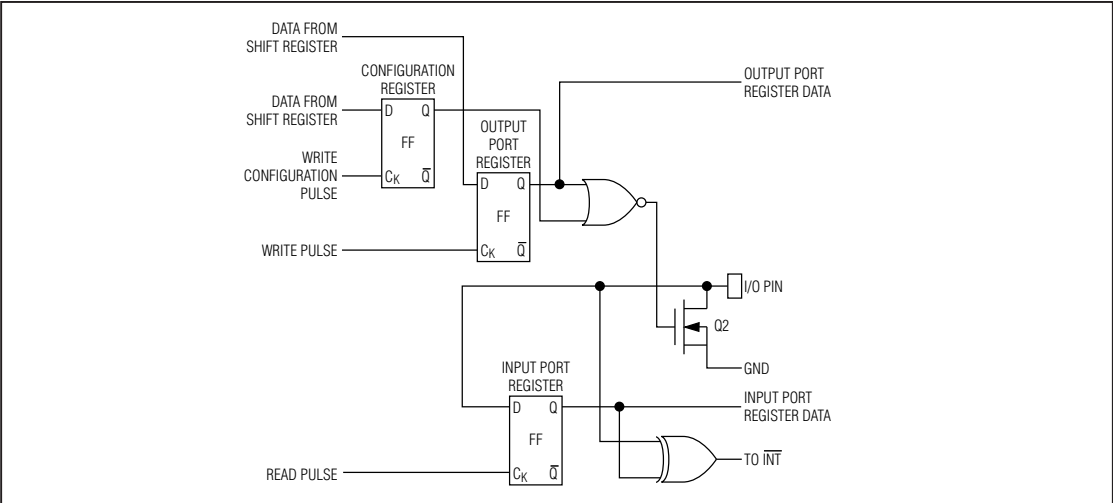 DATA FROM
SHIFT REGISTER
CONFIGURATION
REGISTER
OUTPUT PORT
REGISTER DATA
DATA FROM
SHIFT REGISTER
D Q
FF
CK Q̅
WRITE
CONFIGURATION
PULSE
OUTPUT
PORT
REGISTER
D Q
FF
CK Q̅
WRITE PULSE
I/O PIN
Q2
GND
INPUT PORT
REGISTER
D Q
FF
CK Q̅
INPUT PORT
REGISTER DATA
TO I̅N̅T̅
READ PULSE